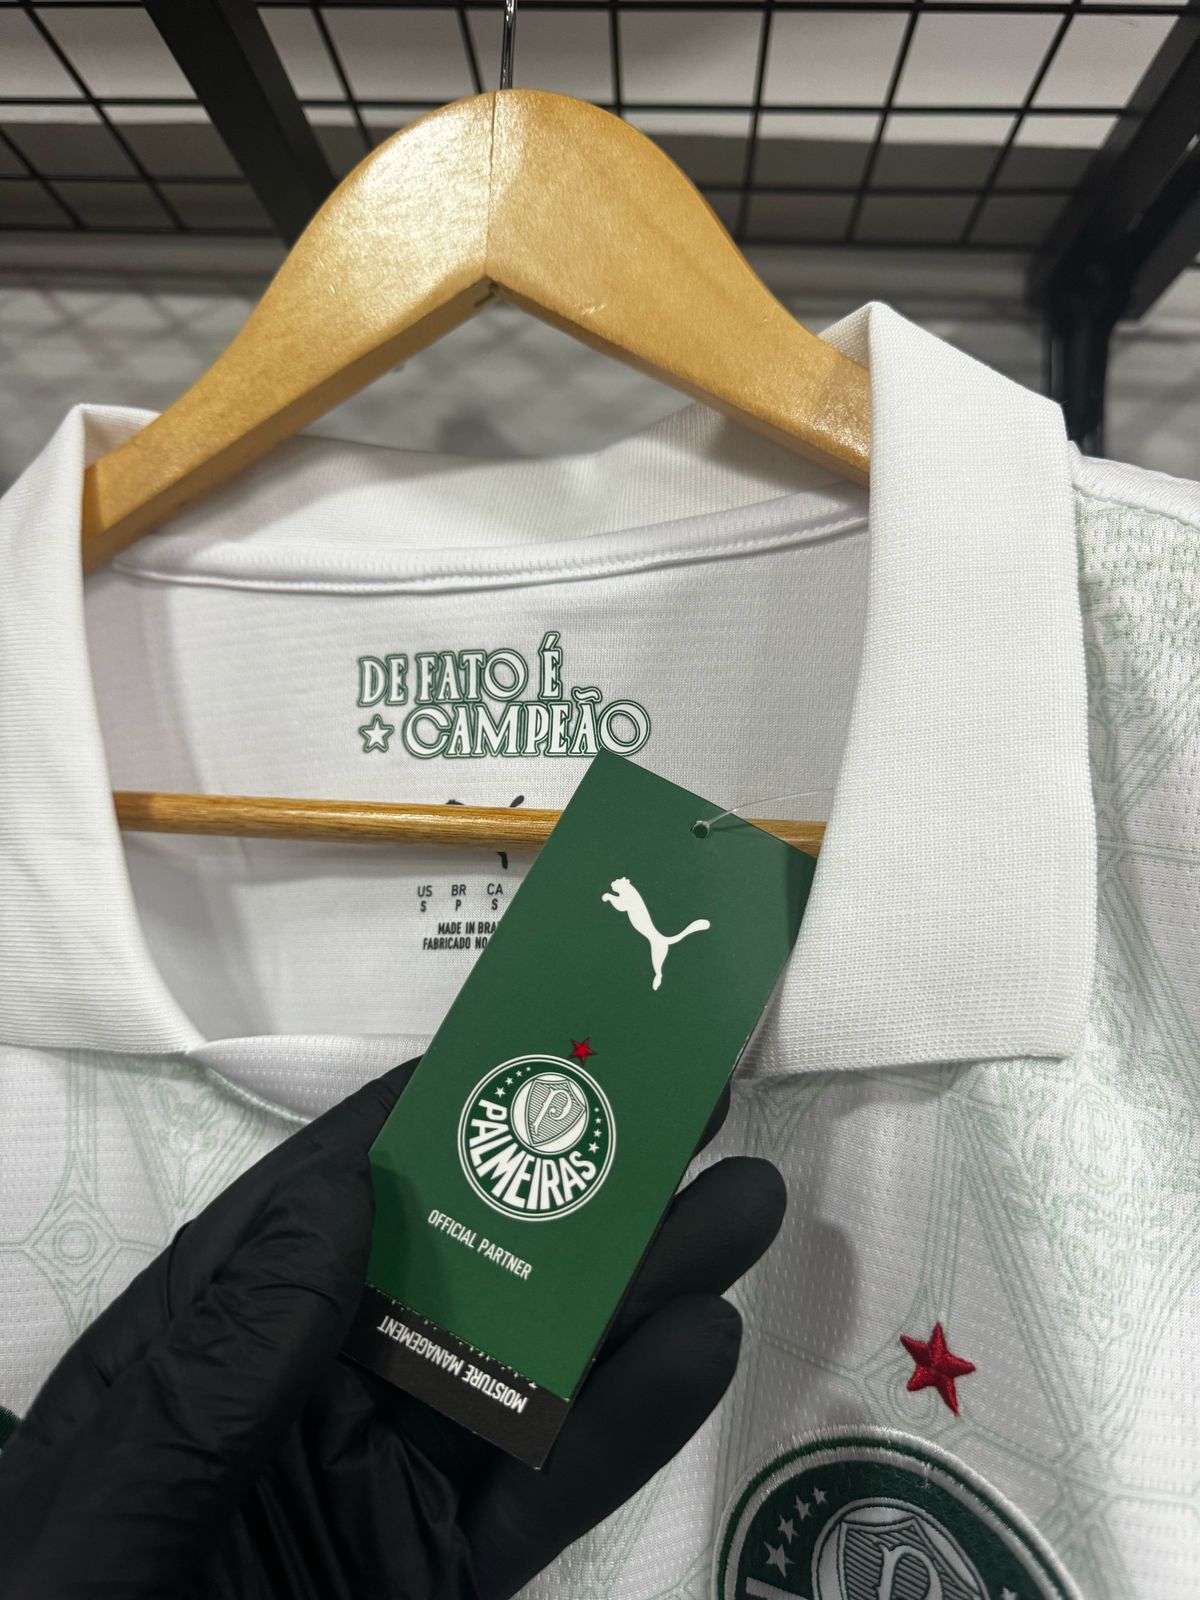 DE FATO É
CAMPEÃO
US BR CA
S P S
MADE IN BRA
FABRICADO NO
P
PALMEIRAS
OFFICIAL PARTNER
MOISTURE MANAGEMENT
P